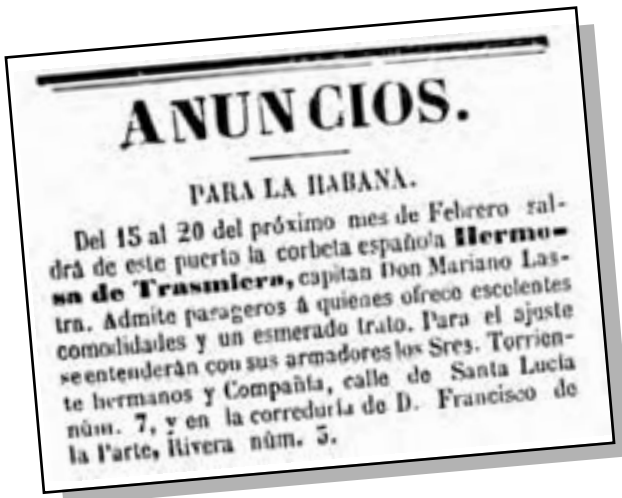 ANUNCIOS.
PARA LA HABANA.
Del 15 al 20 del próximo mes de Febrero sal-
drá de este puerto la corbeta española Hermo-
sa de Trasmiera, capitan Don Mariano Las-
tra. Admite pasageros á quienes ofrece escelentes
comodidades y un esmerado trato. Para el ajuste
se entenderán con sus armadores los Sres. Torrien-
te hermanos y Compañía, calle de Santa Lucía
núm. 7, y en la correduría de D. Francisco de
la Parte, Rivera núm. 5.